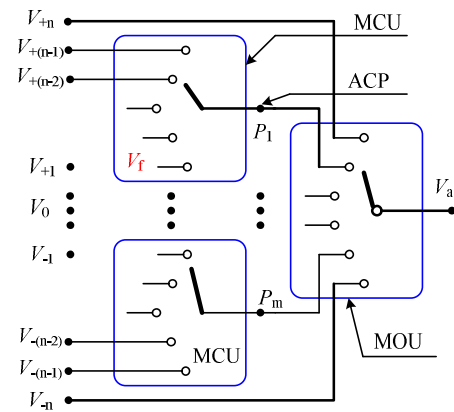 V+n
MCU
V+(n-1)
V+(n-2)
ACP
P1
Vf
V+1
Va
V0
V-1
Pm
V-(n-2)
MCU
MOU
V-(n-1)
V-n